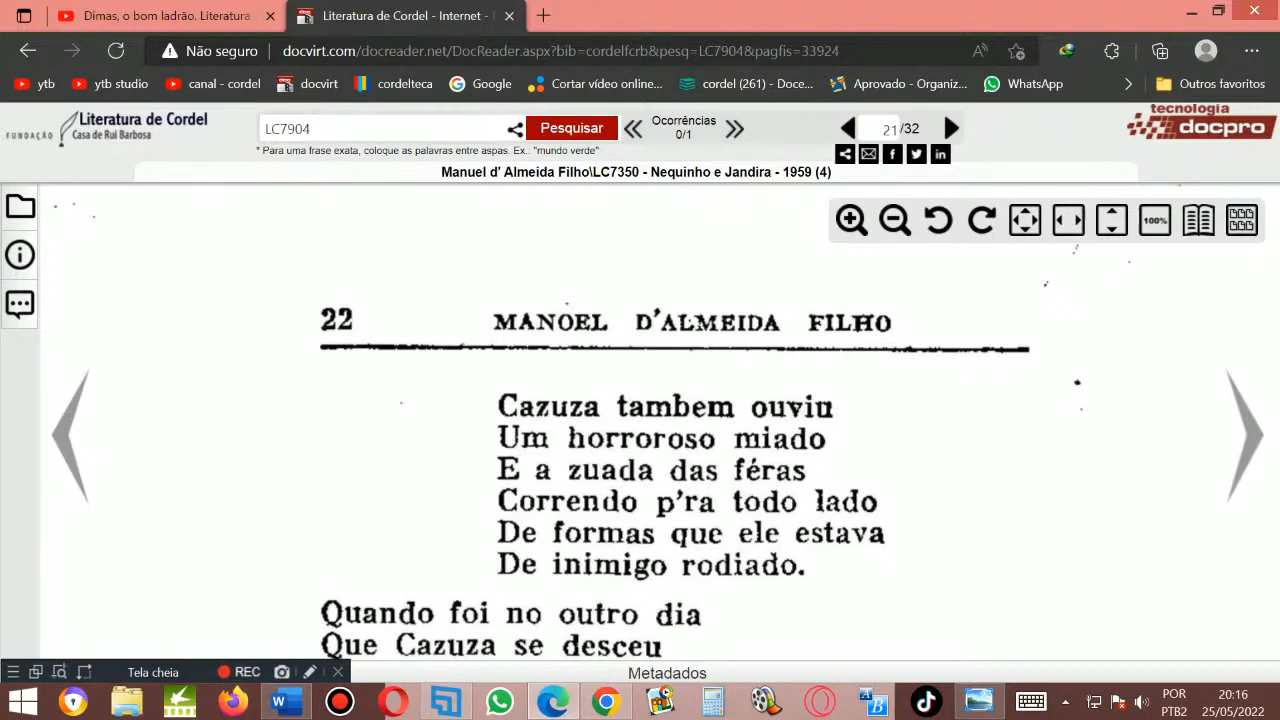 Dimas, o bom ladrão. Literatura
Literatura de Cordel - Internet - 
Não seguro
docvirt.com/docreader.net/DocReader.aspx?bib=cordelfcrb&pesq=LC7904&pagfis=33924
ytb
ytb studio
canal - cordel
docvirt
cordelteca
Google
Cortar vídeo online...
cordel (261) - Doce...
Aprovado - Organiz...
WhatsApp
Outros favoritos
FUNDAÇÃO
Literatura de Cordel
Casa de Rui Barbosa
LC7904
Pesquisar
Ocorrências
0/1
21/32
tecnologia
docpro
* Para uma frase exata, coloque as palavras entre aspas. Ex.: "mundo verde"
Manuel d' Almeida Filho\LC7350 - Nequinho e Jandira - 1959 (4)
100%
22 MANOEL D'ALMEIDA FILHO
Cazuza tambem ouviu
Um horroroso miado
E a zuada das féras
Correndo p'ra todo lado
De formas que ele estava
De inimigo rodiado.
Quando foi no outro dia
Que Cazuza se desceu
Tela cheia
REC
Metadados
POR
PTB2
20:16
25/05/2022